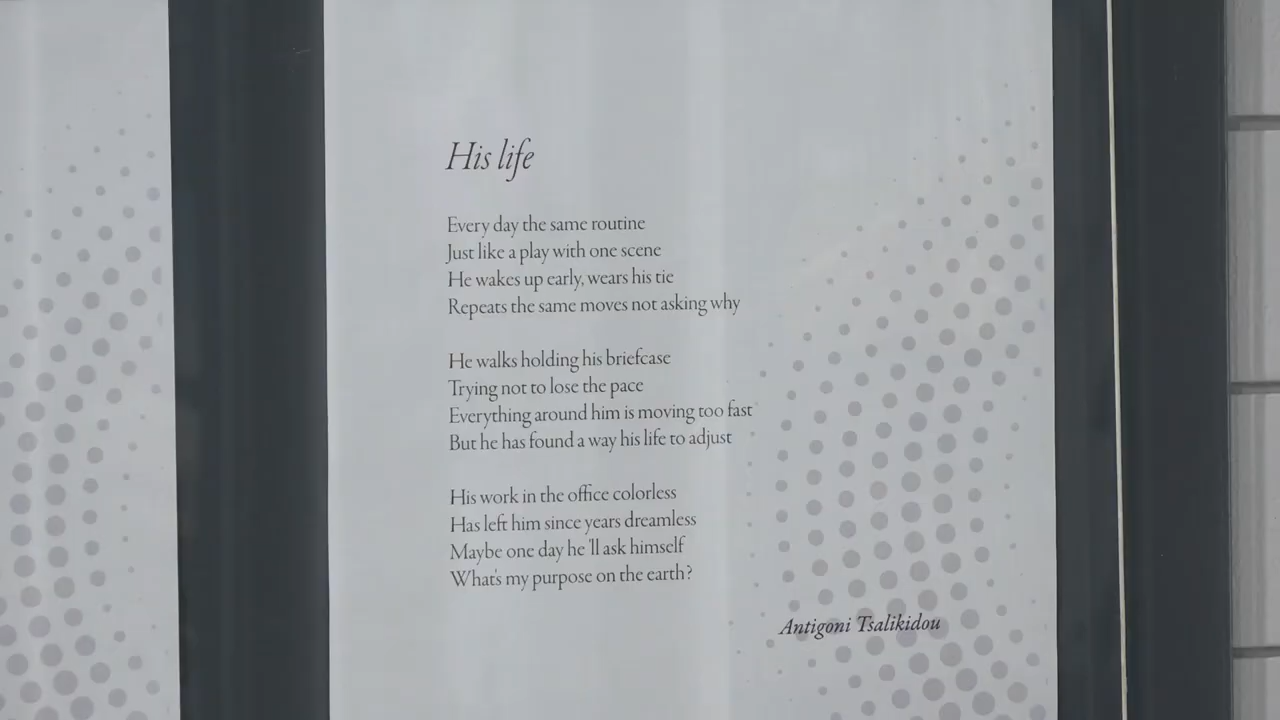 His life
Every day the same routine
Just like a play with one scene
He wakes up early, wears his tie
Repeats the same moves not asking why
He walks holding his briefcase
Trying not to lose the pace
Everything around him is moving too fast
But he has found a way his life to adjust
His work in the office colorless
Has left him since years dreamless
Maybe one day he 'll ask himself
What's my purpose on the earth?
Antigoni Tsalikidou